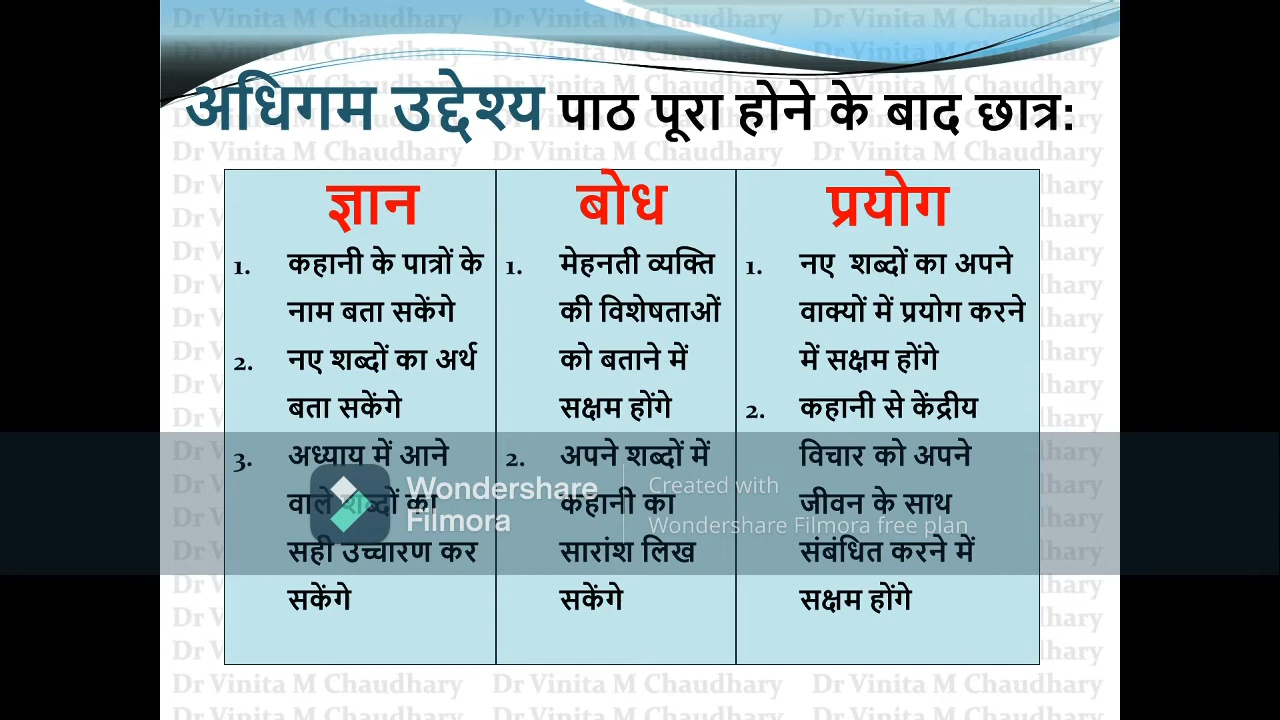 अधिगम उद्देश्य पाठ पूरा होने के बाद छात्र:
ज्ञान
1. कहानी के पात्रों के
नाम बता सकेंगे
2. नए शब्दों का अर्थ
बता सकेंगे
3. अध्याय में आने
वाले शब्दों का
सही उच्चारण कर
सकेंगे
बोध
1. मेहनती व्यक्ति
की विशेषताओं
को बताने में
सक्षम होंगे
2. अपने शब्दों में
कहानी का
सारांश लिख
सकेंगे
प्रयोग
1. नए शब्दों का अपने
वाक्यों में प्रयोग करने
में सक्षम होंगे
2. कहानी से केंद्रीय
विचार को अपने
जीवन के साथ
संबंधित करने में
सक्षम होंगे
Wondershare
Filmora
Created with
Wondershare Filmora free plan
Dr Vinita M Chaudhary